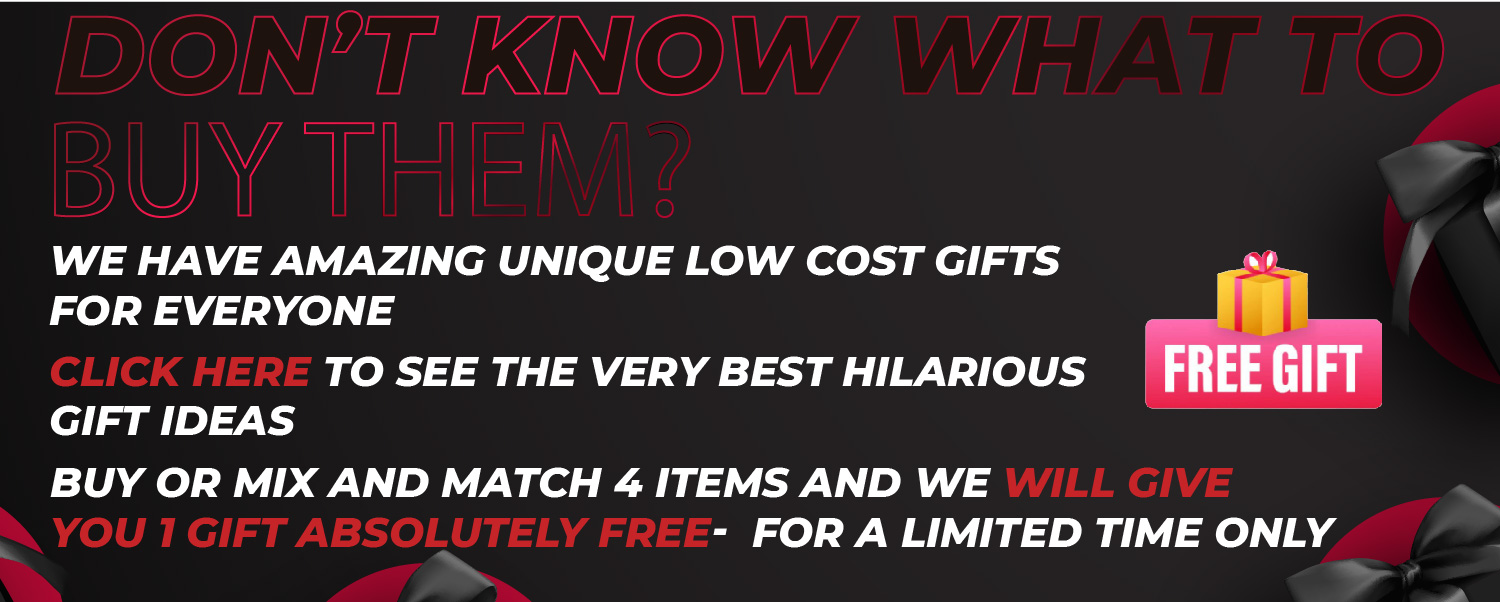 DON'T KNOW WHAT TO
BUY THEM?
WE HAVE AMAZING UNIQUE LOW COST GIFTS
FOR EVERYONE
CLICK HERE TO SEE THE VERY BEST HILARIOUS
GIFT IDEAS
FREE GIFT
BUY OR MIX AND MATCH 4 ITEMS AND WE WILL GIVE
YOU 1 GIFT ABSOLUTELY FREE- FOR A LIMITED TIME ONLY